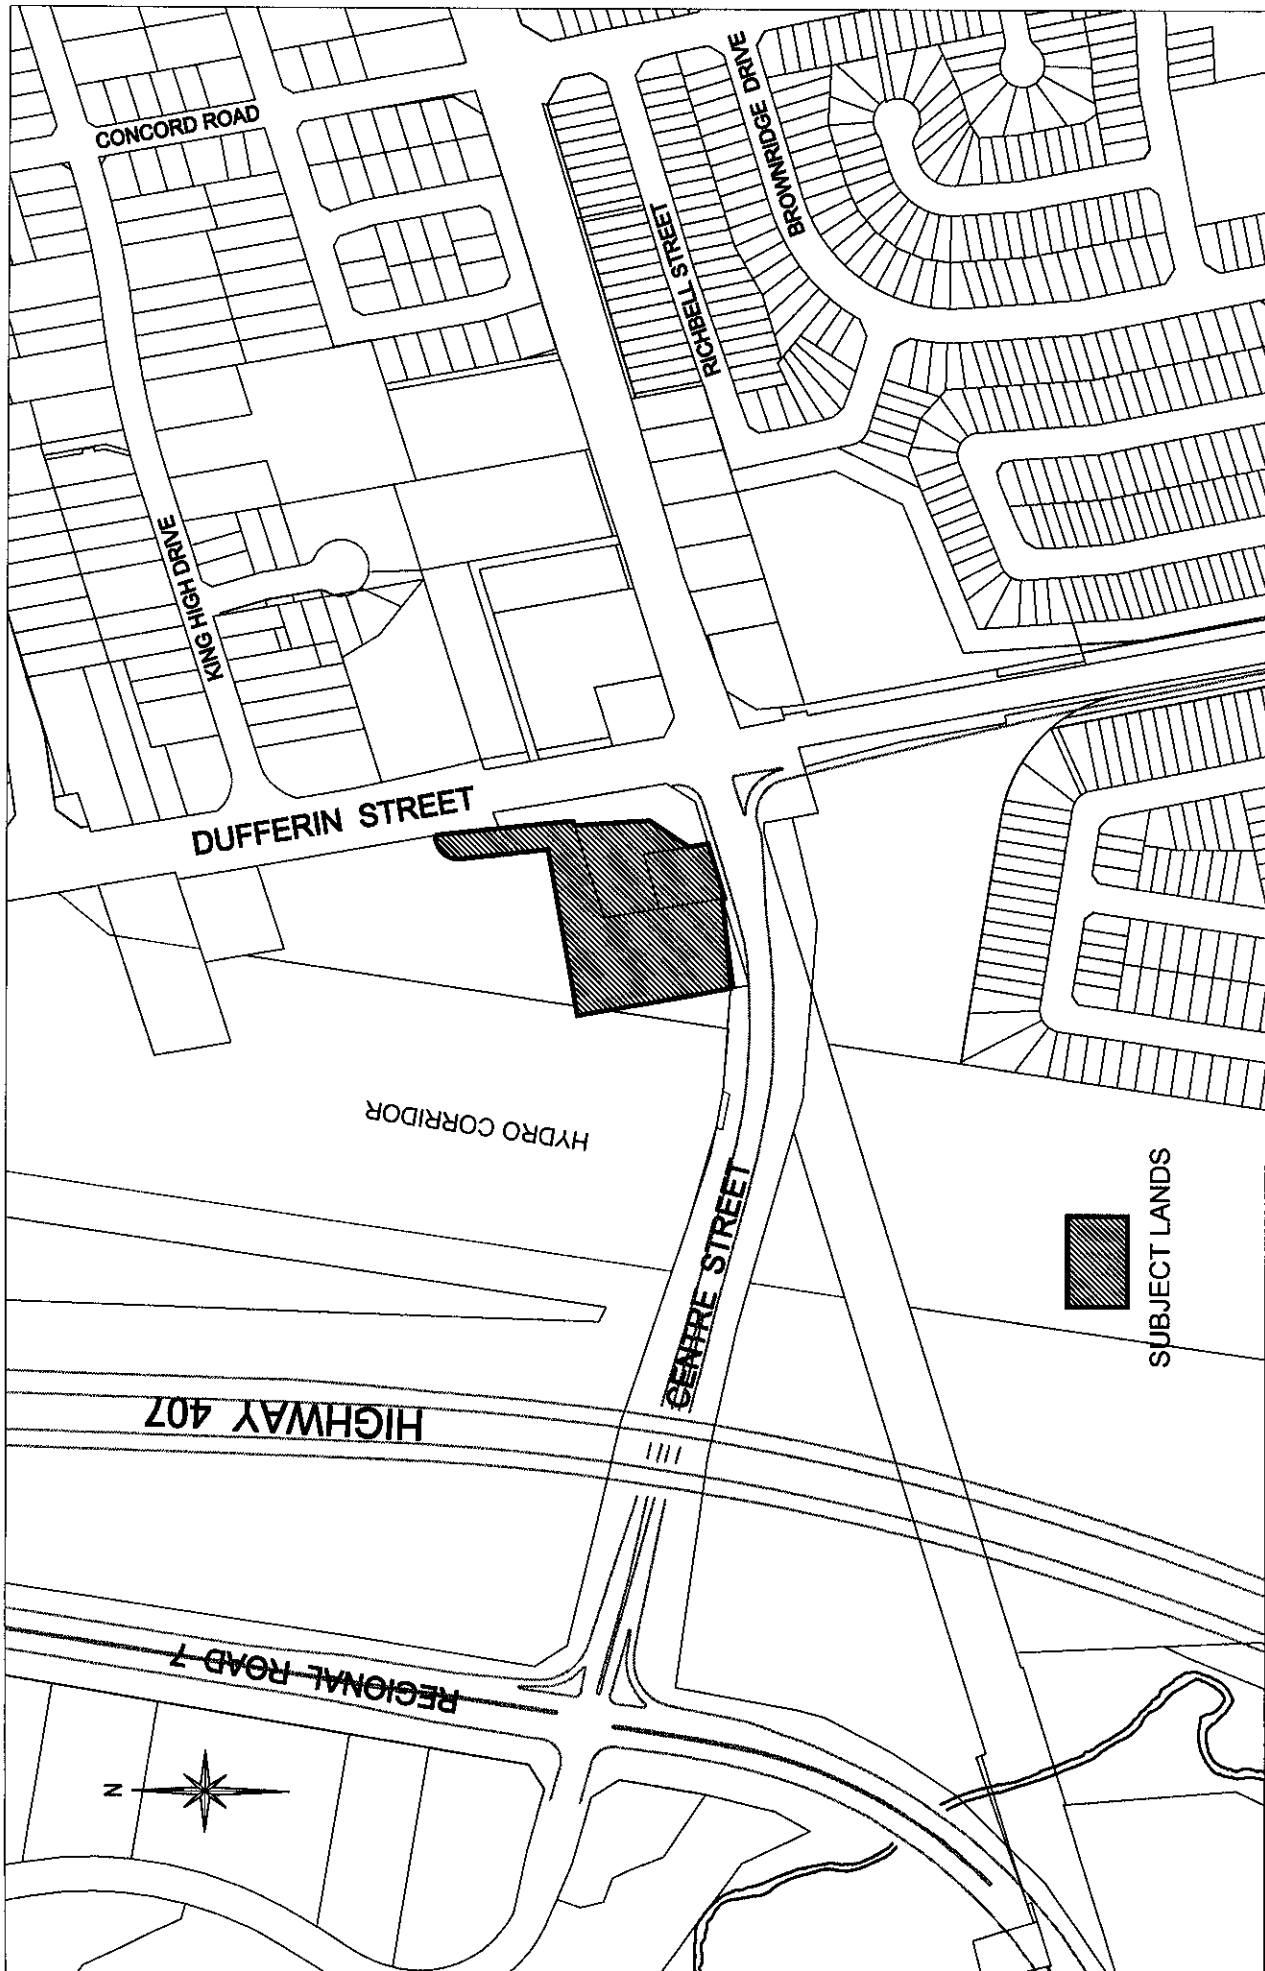 CONCORD ROAD
BROWNRIDGE DRIVE
RICHBELL STREET
KING HIGH DRIVE
DUFFERIN STREET
HYDRO CORRIDOR
CENTRE STREET
SUBJECT LANDS
HIGHWAY 407
REGIONAL ROAD 7
N